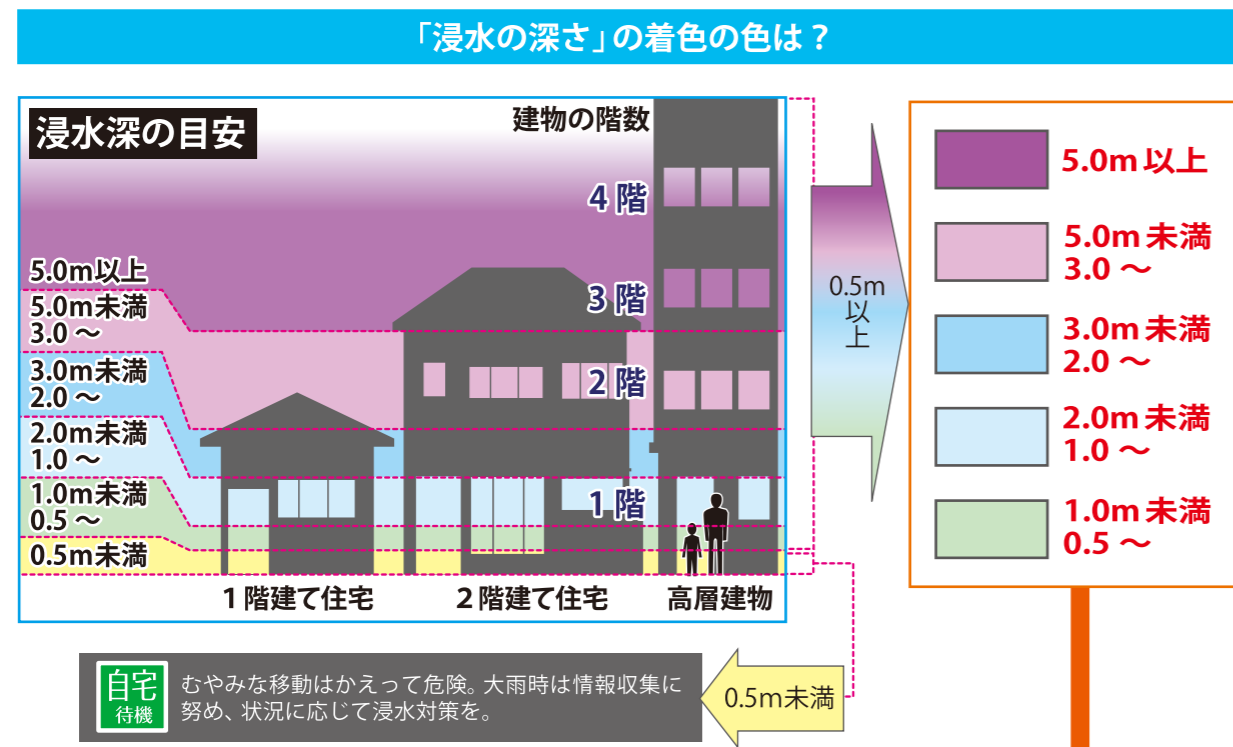 「浸水の深さ」の着色の色は？
浸水深の目安
建物の階数
4階
3階
2階
1階
5.0m以上
5.0m未満
3.0～
3.0m未満
2.0～
2.0m未満
1.0～
1.0m未満
0.5～
0.5m未満
1階建て住宅
2階建て住宅
高層建物
0.5m
以
上
5.0m以上
5.0m未満
3.0～
3.0m未満
2.0～
2.0m未満
1.0～
1.0m未満
0.5～
自宅
待機
むやみな移動はかえって危険。大雨時は情報収集に
努め、状況に応じて浸水対策を。
0.5m未満